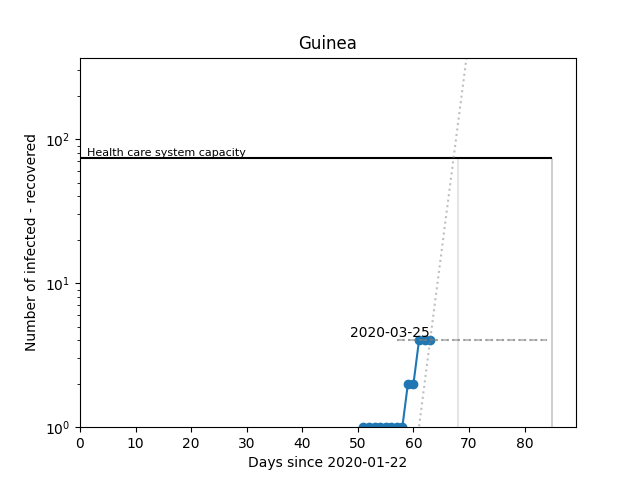 Guinea
Number of infected - recovered
10²
10¹
10⁰
Health care system capacity
2020-03-25
0 10 20 30 40 50 60 70 80
Days since 2020-01-22